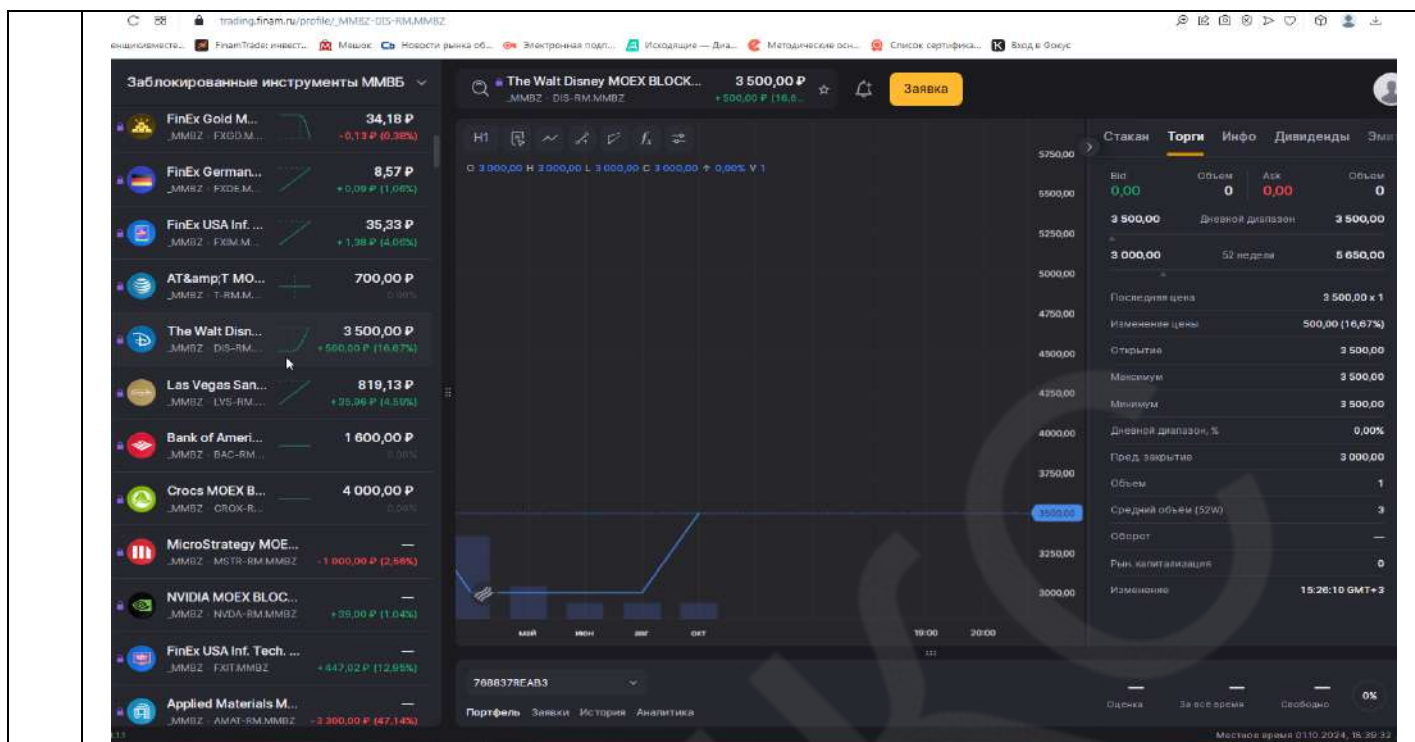 trading.finam.ru/profile/_MMBZ-DIS-RM.MMBZ
енщиковместе... FinamTrade: инвест... Мешок Новости рынка об... Электронная подп... Исходящие — Диа... Методические осн... Список сертифика... Вход в Фокус
Заблокированные инструменты ММВБ
The Walt Disney MOEX BLOCK... 3 500,00 ₽
_MMBZ · DIS-RM.MMBZ +500,00 ₽ (16,6...
Заявка
FinEx Gold M... 34,18 ₽
_MMBZ · FXGD.M... -0,13 ₽ (0,38%)
FinEx German... 8,57 ₽
_MMBZ · FXDE.M... +0,09 ₽ (1,06%)
FinEx USA Inf. ... 35,33 ₽
_MMBZ · FXIM.M... +1,38 ₽ (4,06%)
AT&amp;T MO... 700,00 ₽
_MMBZ · T-RM.M... 0,00%
The Walt Disn... 3 500,00 ₽
_MMBZ · DIS-RM.... +500,00 ₽ (16,67%)
Las Vegas San... 819,13 ₽
_MMBZ · LVS-RM.... +35,96 ₽ (4,59%)
Bank of Ameri... 1 600,00 ₽
_MMBZ · BAC-RM... 0,00%
Crocs MOEX B... 4 000,00 ₽
_MMBZ · CROX-R... 0,00%
MicroStrategy MOE... —
_MMBZ · MSTR-RM.MMBZ -1 000,00 ₽ (2,56%)
NVIDIA MOEX BLOC... —
_MMBZ · NVDA-RM.MMBZ +39,00 ₽ (1,04%)
FinEx USA Inf. Tech. ... —
_MMBZ · FXIT.MMBZ +447,02 ₽ (12,95%)
Applied Materials M... —
_MMBZ · AMAT-RM.MMBZ -3 300,00 ₽ (47,14%)
H1
O 3 000,00 H 3 000,00 L 3 000,00 C 3 000,00 0,00% V 1
5750,00
5500,00
5250,00
5000,00
4750,00
4500,00
4250,00
4000,00
3750,00
3500,00
3250,00
3000,00
май июн авг окт 19:00 20:00
Стакан Торги Инфо Дивиденды Эми
Bid Объем Ask Объем
0,00 0 0,00 0
3 500,00 Дневной диапазон 3 500,00
3 000,00 52 недели 5 650,00
Последняя цена 3 500,00 x 1
Изменение цены 500,00 (16,67%)
Открытие 3 500,00
Максимум 3 500,00
Минимум 3 500,00
Дневной диапазон, % 0,00%
Пред. закрытие 3 000,00
Объем 1
Средний объём (52W) 3
Оборот —
Рын. капитализация 0
Изменение 15:26:10 GMT+3
768837REAB3
Портфель Заявки История Аналитика
— — — 0%
Оценка За все время Свободно
Местное время 01.10.2024, 18:39:32